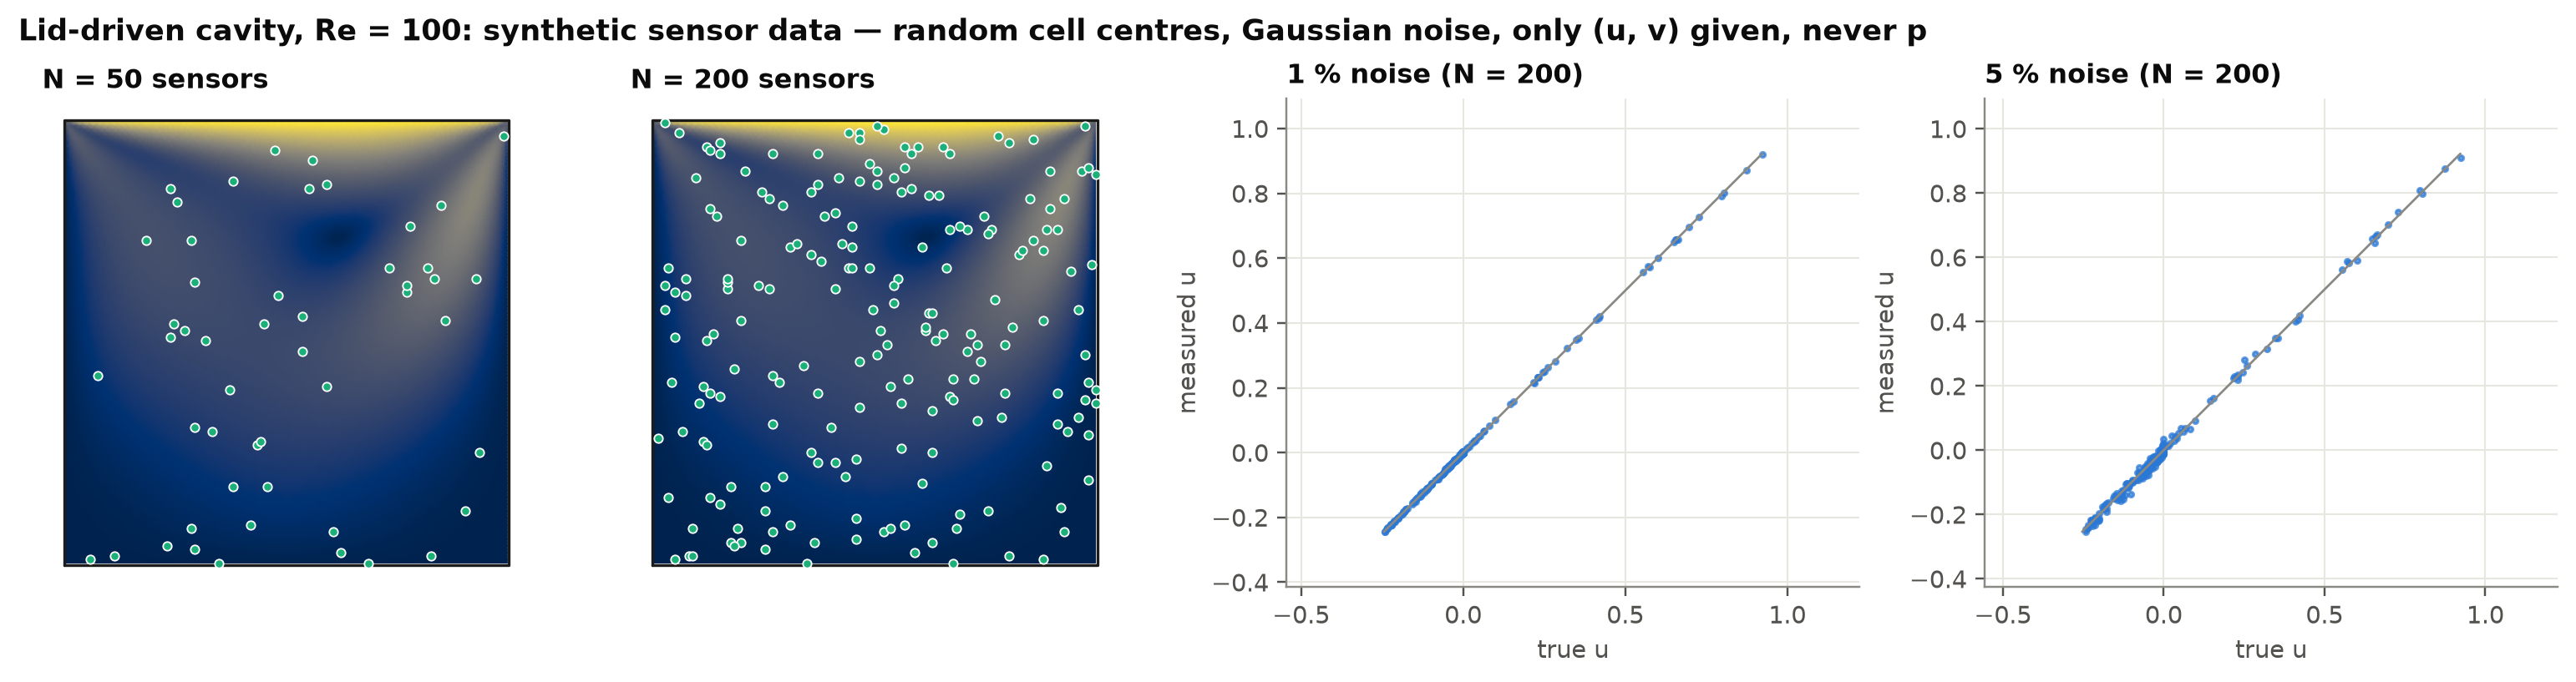 Lid-driven cavity, Re = 100: synthetic sensor data — random cell centres, Gaussian noise, only (u, v) given, never p
N = 50 sensors
N = 200 sensors
1 % noise (N = 200)
measured u
1.0
0.8
0.6
0.4
0.2
0.0
−0.2
−0.4
−0.5
0.0
0.5
1.0
true u
5 % noise (N = 200)
measured u
1.0
0.8
0.6
0.4
0.2
0.0
−0.2
−0.4
−0.5
0.0
0.5
1.0
true u